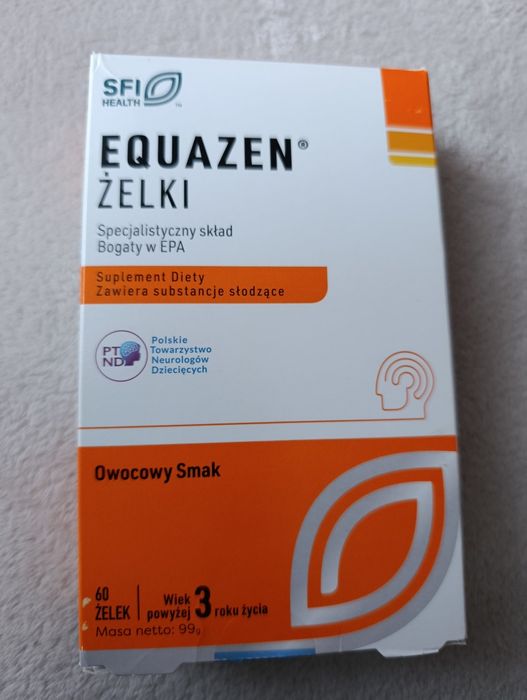 SFI
HEALTH
™
EQUAZEN®
ŻELKI
Specjalistyczny skład
Bogaty w EPA
Suplement Diety
Zawiera substancje słodzące
PT
ND
Polskie
Towarzystwo
Neurologów
Dziecięcych
Owocowy Smak
60
ŻELEK
Wiek
powyżej 3 roku życia
Masa netto: 99g